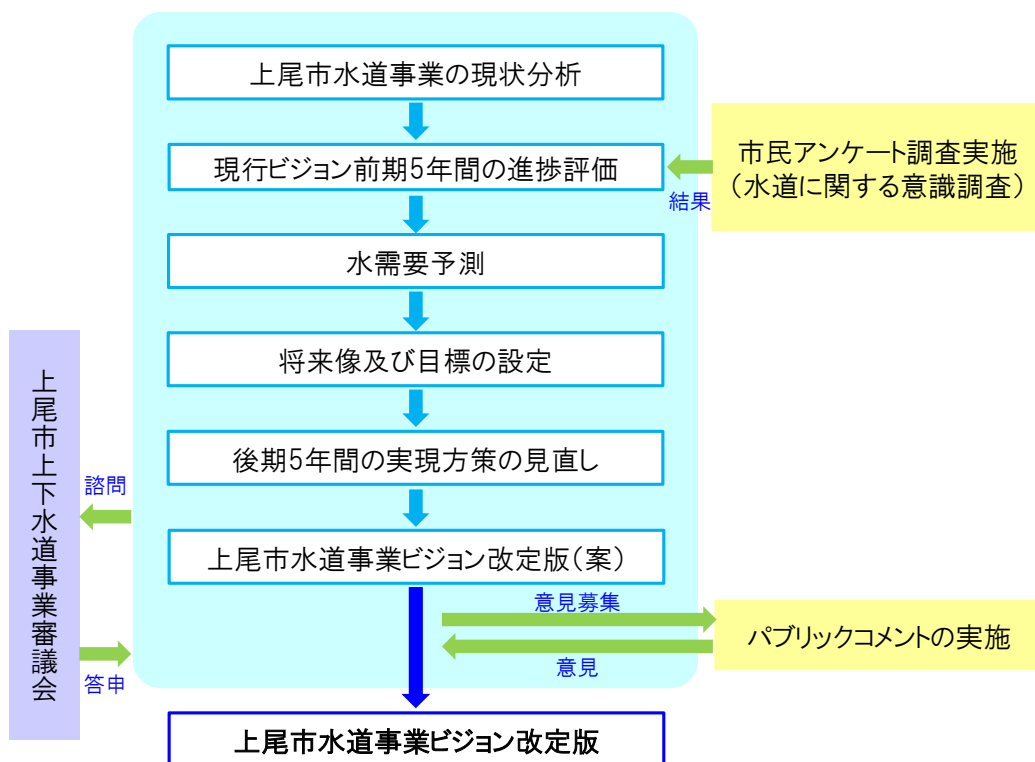 上尾市水道事業の現状分析
現行ビジョン前期5年間の進捗評価
市民アンケート調査実施
（水道に関する意識調査）
結果
水需要予測
将来像及び目標の設定
後期5年間の実現方策の見直し
上尾市上下水道事業審議会
諮問
答申
上尾市水道事業ビジョン改定版（案）
意見募集
意見
パブリックコメントの実施
上尾市水道事業ビジョン改定版